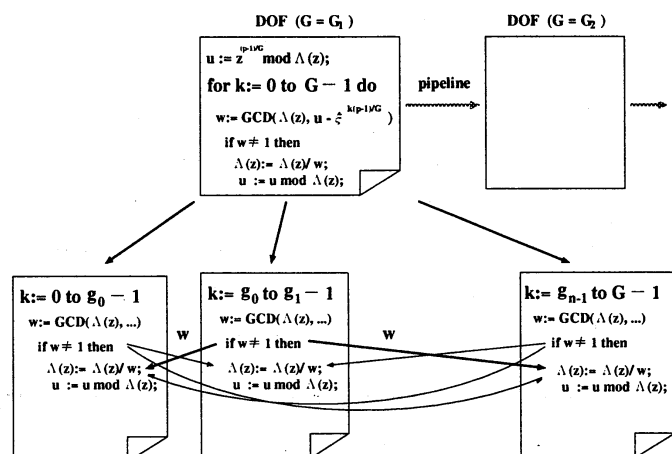 DOF (G = G₁)
DOF (G = G₂)
u := z^(p-1)/G mod Λ(z);
for k:= 0 to G − 1 do
w:= GCD(Λ(z), u - ξ̂^k(p-1)/G )
if w ≠ 1 then
Λ(z):= Λ(z)/ w;
u := u mod Λ(z);
pipeline
k:= 0 to g₀ − 1
w:= GCD(Λ(z), ...)
if w ≠ 1 then
Λ(z):= Λ(z)/ w;
u := u mod Λ(z);
w
k:= g₀ to g₁ − 1
w:= GCD(Λ(z), ...)
if w ≠ 1 then
Λ(z):= Λ(z)/ w;
u := u mod Λ(z);
w
k:= gₙ₋₁ to G − 1
w:= GCD(Λ(z), ...)
if w ≠ 1 then
Λ(z):= Λ(z)/ w;
u := u mod Λ(z);